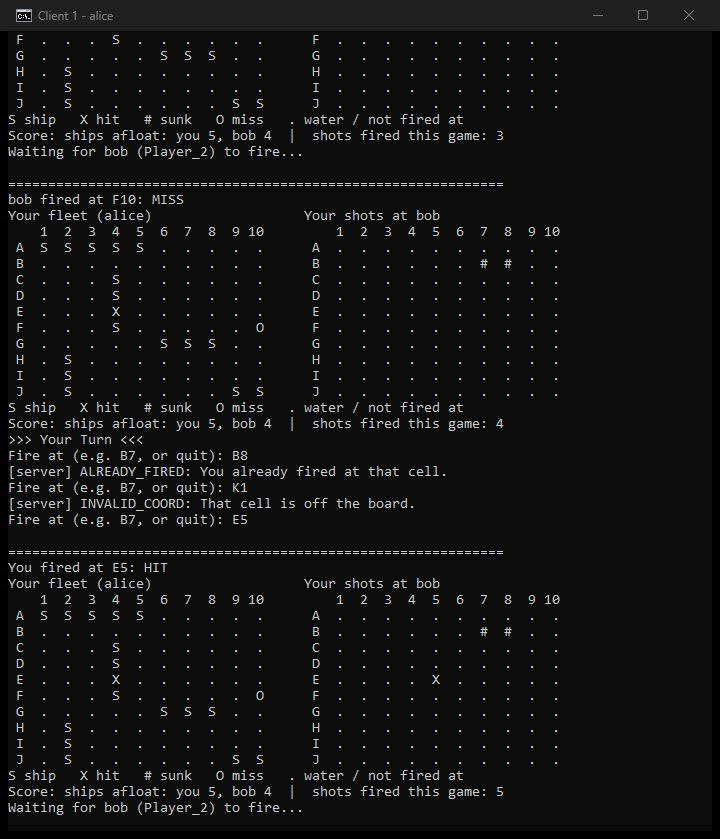 Client 1 - alice
F  .  .  .  S  .  .  .  .  .  .      F  .  .  .  .  .  .  .  .  .  .
G  .  .  .  .  .  S  S  S  .  .      G  .  .  .  .  .  .  .  .  .  .
H  .  S  .  .  .  .  .  .  .  .      H  .  .  .  .  .  .  .  .  .  .
I  .  S  .  .  .  .  .  .  .  .      I  .  .  .  .  .  .  .  .  .  .
J  .  S  .  .  .  .  .  .  S  S      J  .  .  .  .  .  .  .  .  .  .
S ship   X hit   # sunk   O miss   . water / not fired at
Score: ships afloat: you 5, bob 4  |  shots fired this game: 3
Waiting for bob (Player_2) to fire...
==============================================================
bob fired at F10: MISS
Your fleet (alice)                   Your shots at bob
1  2  3  4  5  6  7  8  9 10         1  2  3  4  5  6  7  8  9 10
A  S  S  S  S  S  .  .  .  .  .      A  .  .  .  .  .  .  .  .  .  .
B  .  .  .  .  .  .  .  .  .  .      B  .  .  .  .  .  .  #  #  .  .
C  .  .  .  S  .  .  .  .  .  .      C  .  .  .  .  .  .  .  .  .  .
D  .  .  .  S  .  .  .  .  .  .      D  .  .  .  .  .  .  .  .  .  .
E  .  .  .  X  .  .  .  .  .  .      E  .  .  .  .  .  .  .  .  .  .
F  .  .  .  S  .  .  .  .  .  O      F  .  .  .  .  .  .  .  .  .  .
G  .  .  .  .  .  S  S  S  .  .      G  .  .  .  .  .  .  .  .  .  .
H  .  S  .  .  .  .  .  .  .  .      H  .  .  .  .  .  .  .  .  .  .
I  .  S  .  .  .  .  .  .  .  .      I  .  .  .  .  .  .  .  .  .  .
J  .  S  .  .  .  .  .  .  S  S      J  .  .  .  .  .  .  .  .  .  .
S ship   X hit   # sunk   O miss   . water / not fired at
Score: ships afloat: you 5, bob 4  |  shots fired this game: 4
>>> Your Turn <<<
Fire at (e.g. B7, or quit): B8
[server] ALREADY_FIRED: You already fired at that cell.
Fire at (e.g. B7, or quit): K1
[server] INVALID_COORD: That cell is off the board.
Fire at (e.g. B7, or quit): E5
==============================================================
You fired at E5: HIT
Your fleet (alice)                   Your shots at bob
1  2  3  4  5  6  7  8  9 10         1  2  3  4  5  6  7  8  9 10
A  S  S  S  S  S  .  .  .  .  .      A  .  .  .  .  .  .  .  .  .  .
B  .  .  .  .  .  .  .  .  .  .      B  .  .  .  .  .  .  #  #  .  .
C  .  .  .  S  .  .  .  .  .  .      C  .  .  .  .  .  .  .  .  .  .
D  .  .  .  S  .  .  .  .  .  .      D  .  .  .  .  .  .  .  .  .  .
E  .  .  .  X  .  .  .  .  .  .      E  .  .  .  .  X  .  .  .  .  .
F  .  .  .  S  .  .  .  .  .  O      F  .  .  .  .  .  .  .  .  .  .
G  .  .  .  .  .  S  S  S  .  .      G  .  .  .  .  .  .  .  .  .  .
H  .  S  .  .  .  .  .  .  .  .      H  .  .  .  .  .  .  .  .  .  .
I  .  S  .  .  .  .  .  .  .  .      I  .  .  .  .  .  .  .  .  .  .
J  .  S  .  .  .  .  .  .  S  S      J  .  .  .  .  .  .  .  .  .  .
S ship   X hit   # sunk   O miss   . water / not fired at
Score: ships afloat: you 5, bob 4  |  shots fired this game: 5
Waiting for bob (Player_2) to fire...